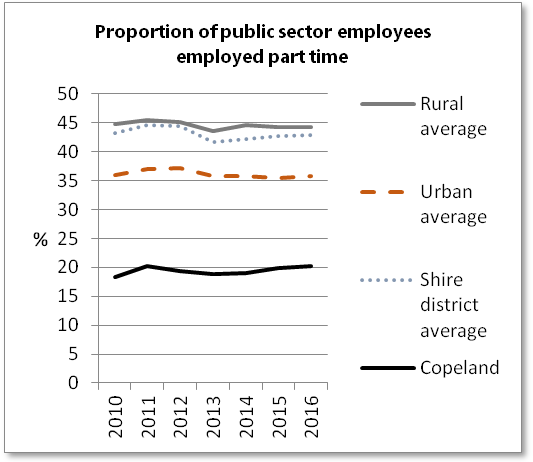 Proportion of public sector employees
employed part time
50
45
40
35
30
25
20
15
10
5
0
%
2010
2011
2012
2013
2014
2015
2016
Rural
average
Urban
average
Shire
district
average
Copeland